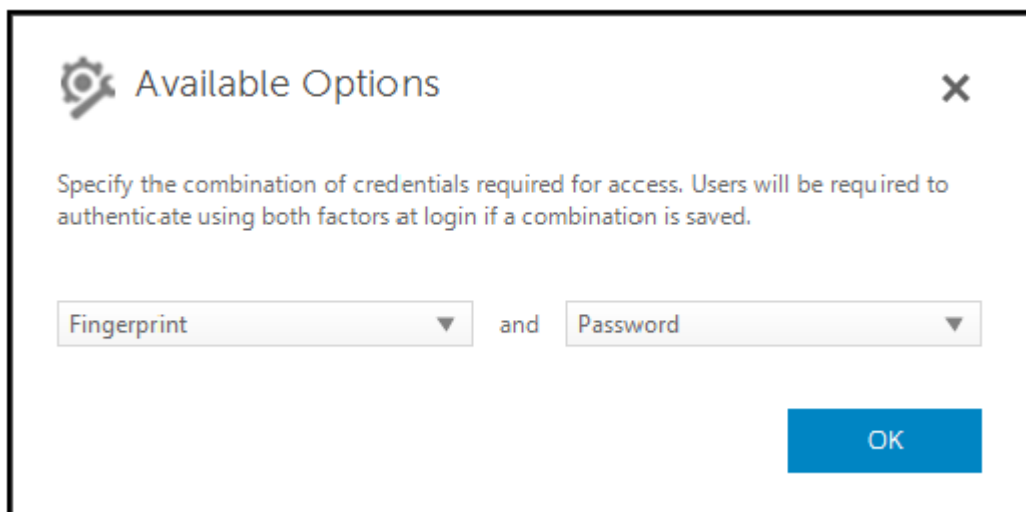 Available Options
Specify the combination of credentials required for access. Users will be required to
authenticate using both factors at login if a combination is saved.
Fingerprint and Password
OK